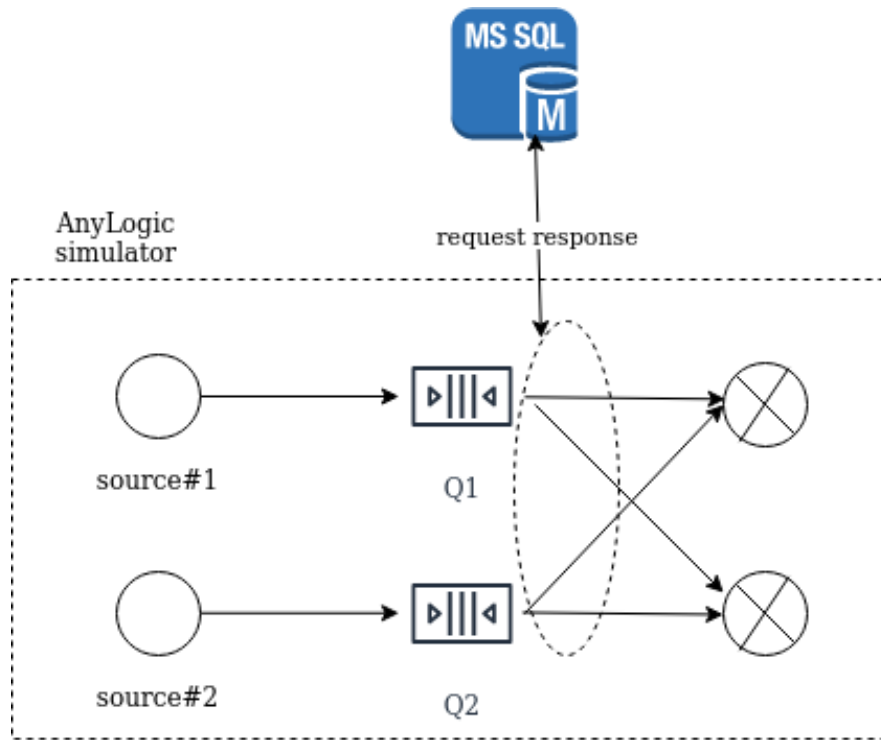 MS SQL
M
request response
AnyLogic
simulator
source#1
Q1
source#2
Q2